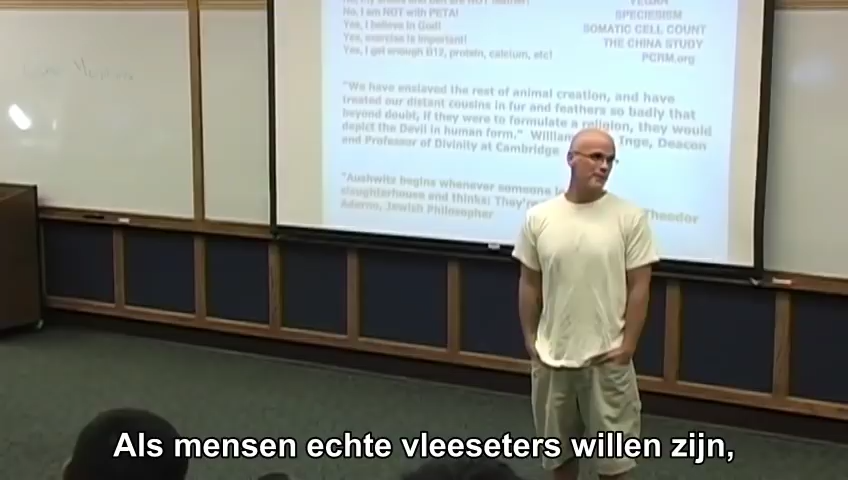 No, I am NOT with PETA!
Yes, I believe in God!
Yes, exercise is important!
Yes, I get enough B12, protein, calcium, etc!
VEGAN
SPECIESISM
SOMATIC CELL COUNT
THE CHINA STUDY
PCRM.org
"We have enslaved the rest of animal creation, and have
treated our distant cousins in fur and feathers so badly that
beyond doubt, if they were to formulate a religion, they would
depict the Devil in human form." William Inge, Deacon
and Professor of Divinity at Cambridge
"Aushwitz begins whenever someone
slaughterhouse and thinks: They're Theodor
Adorno, Jewish Philosopher
Als mensen echte vleeseters willen zijn,